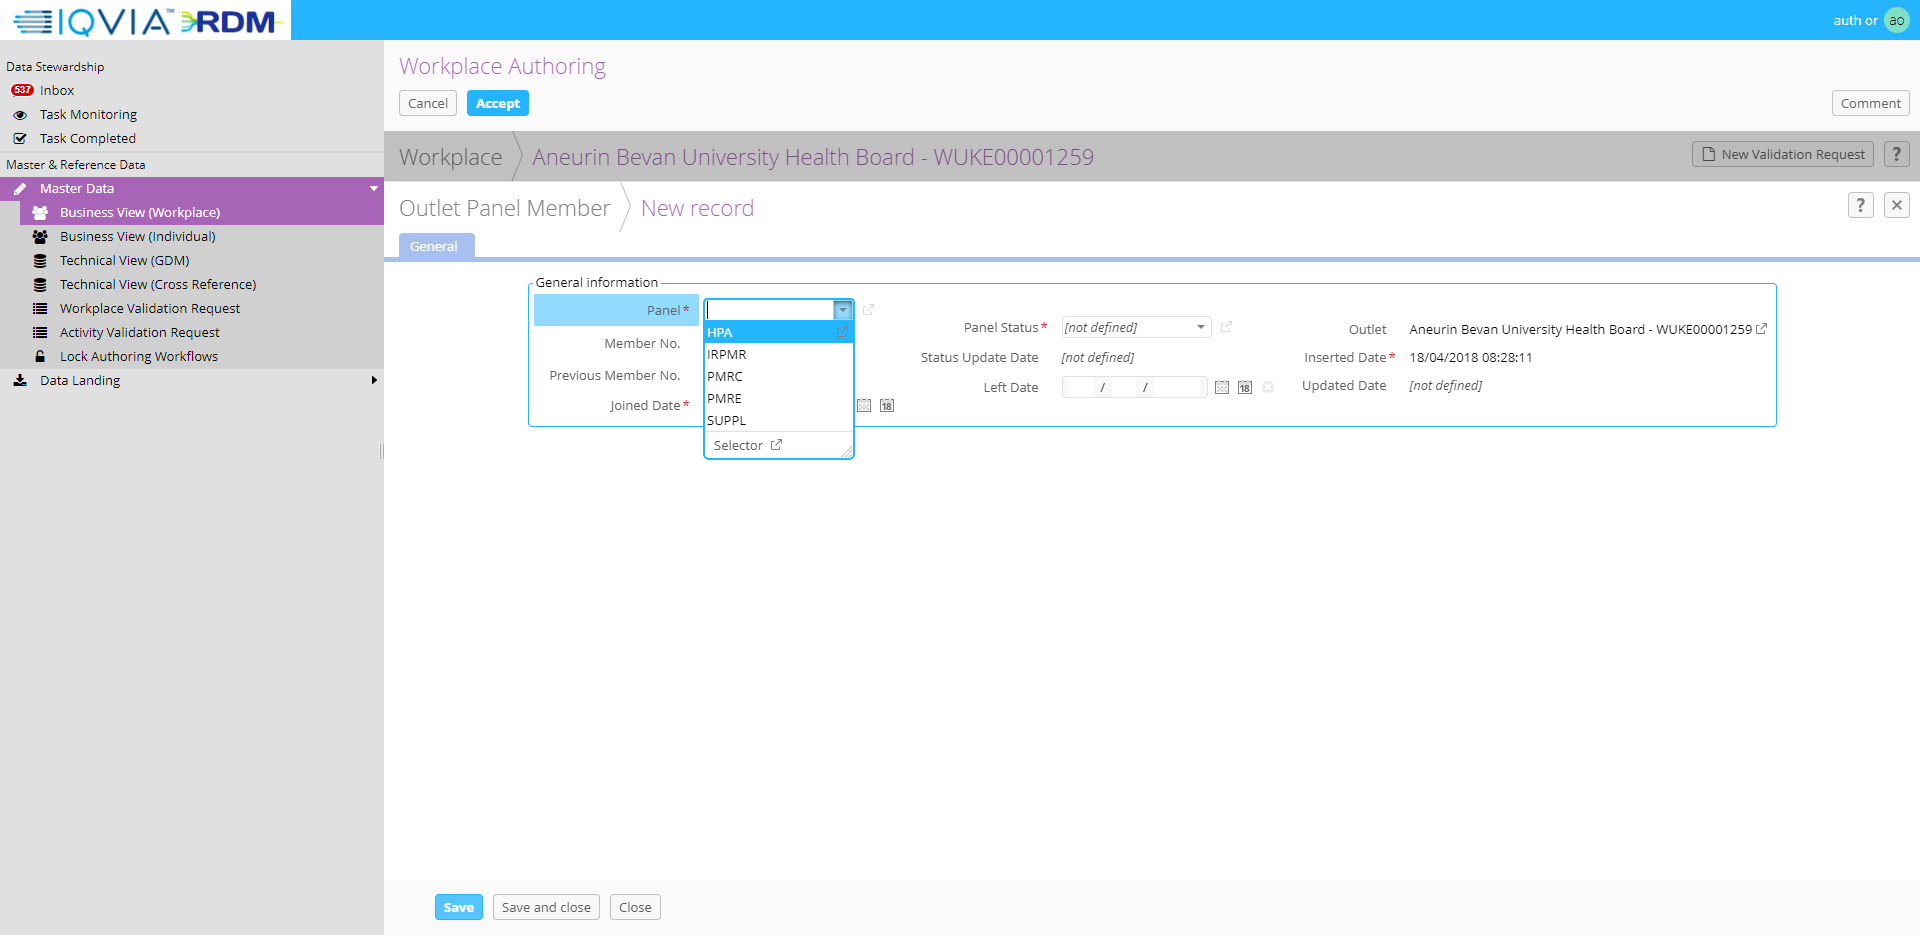 IQVIA™ RDM
auth or ao
Data Stewardship
537 Inbox
Task Monitoring
Task Completed
Master & Reference Data
Master Data
Business View (Workplace)
Business View (Individual)
Technical View (GDM)
Technical View (Cross Reference)
Workplace Validation Request
Activity Validation Request
Lock Authoring Workflows
Data Landing
Workplace Authoring
Cancel Accept Comment
Workplace Aneurin Bevan University Health Board - WUKE00001259 New Validation Request ?
Outlet Panel Member New record ?
General
General information
Panel*
Member No.
Previous Member No.
Joined Date* 18
HPA
IRPMR
PMRC
PMRE
SUPPL
Selector
Panel Status* [not defined]
Status Update Date [not defined]
Left Date / / 18
Outlet Aneurin Bevan University Health Board - WUKE00001259
Inserted Date* 18/04/2018 08:28:11
Updated Date [not defined]
Save Save and close Close